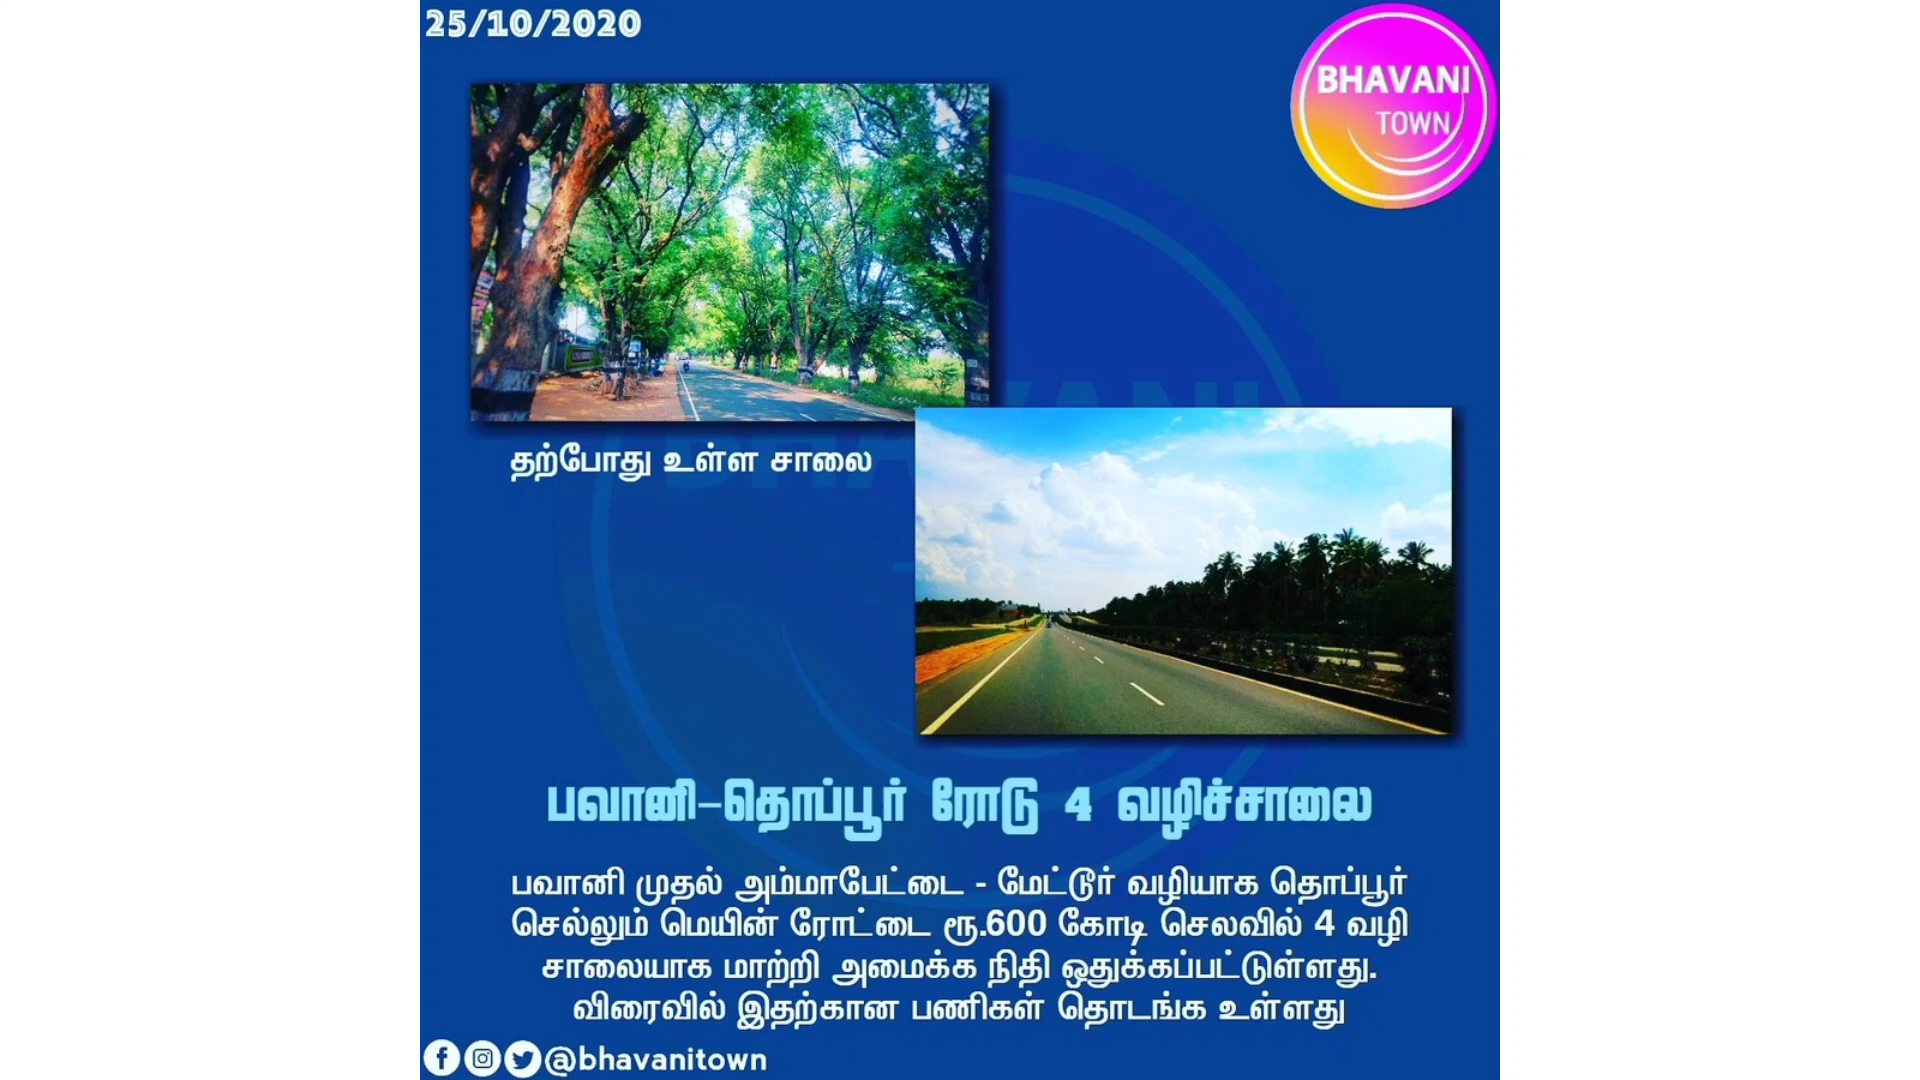 25/10/2020
BHAVANI
TOWN
தற்போது உள்ள சாலை
பவானி-தொப்பூர் ரோடு 4 வழிச்சாலை
பவானி முதல் அம்மாபேட்டை - மேட்டூர் வழியாக தொப்பூர்
செல்லும் மெயின் ரோட்டை ரூ.600 கோடி செலவில் 4 வழி
சாலையாக மாற்றி அமைக்க நிதி ஒதுக்கப்பட்டுள்ளது.
விரைவில் இதற்கான பணிகள் தொடங்க உள்ளது
@bhavanitown